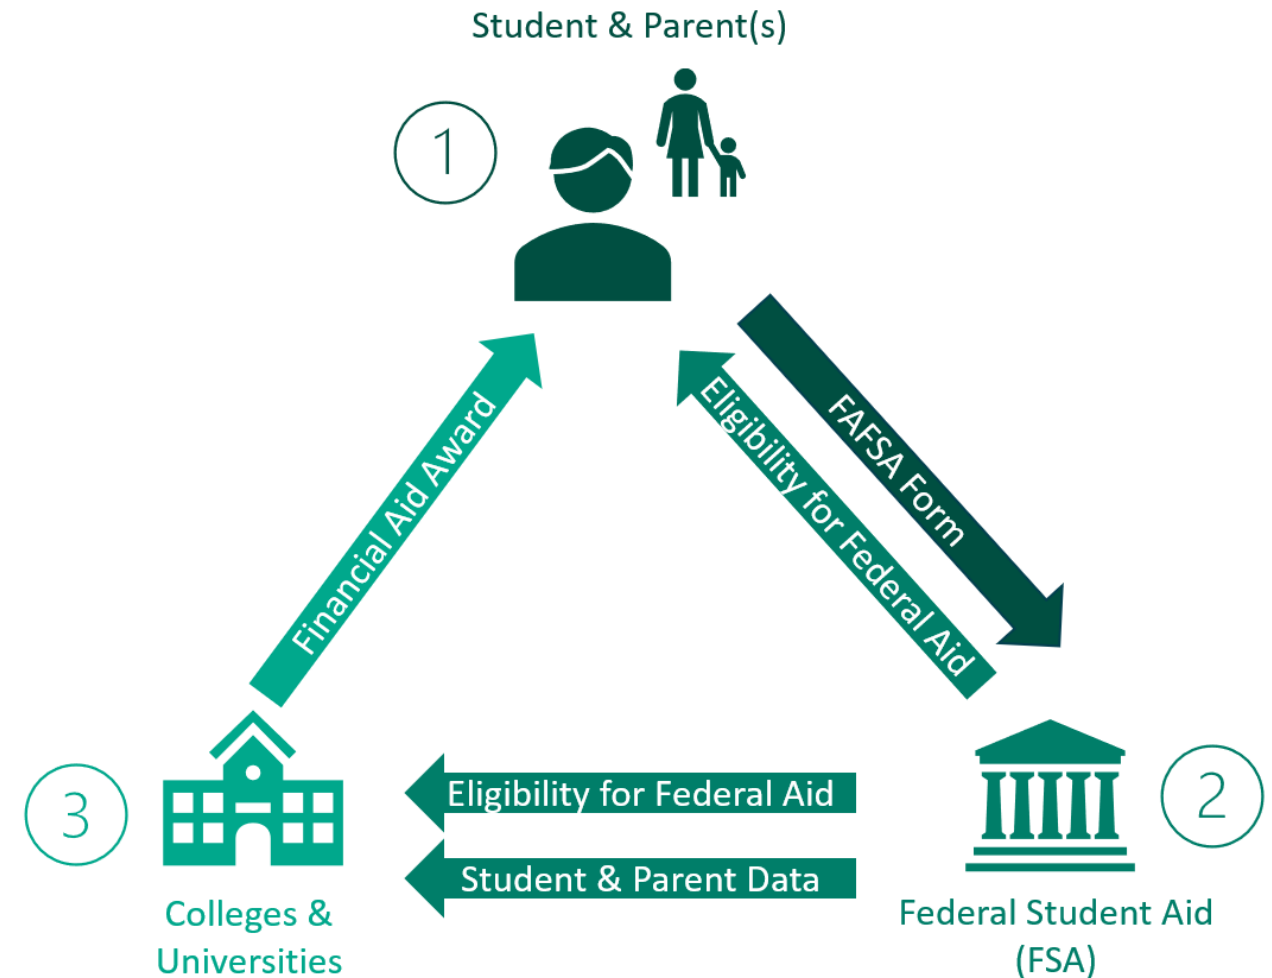 Student & Parent(s)
1
Financial Aid Award
Eligibility for Federal Aid
FAFSA Form
3
Eligibility for Federal Aid
Student & Parent Data
2
Colleges &
Universities
Federal Student Aid
(FSA)